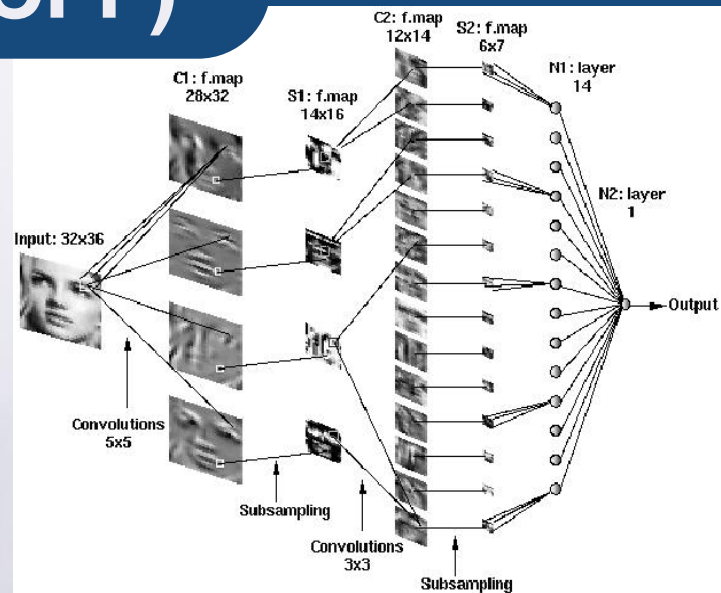 C2: f.map
12x14
S2: f.map
6x7
C1: f.map
28x32
S1: f.map
14x16
N1: layer
14
N2: layer
1
Input: 32x36
Output
Convolutions
5x5
Subsampling
Convolutions
3x3
Subsampling